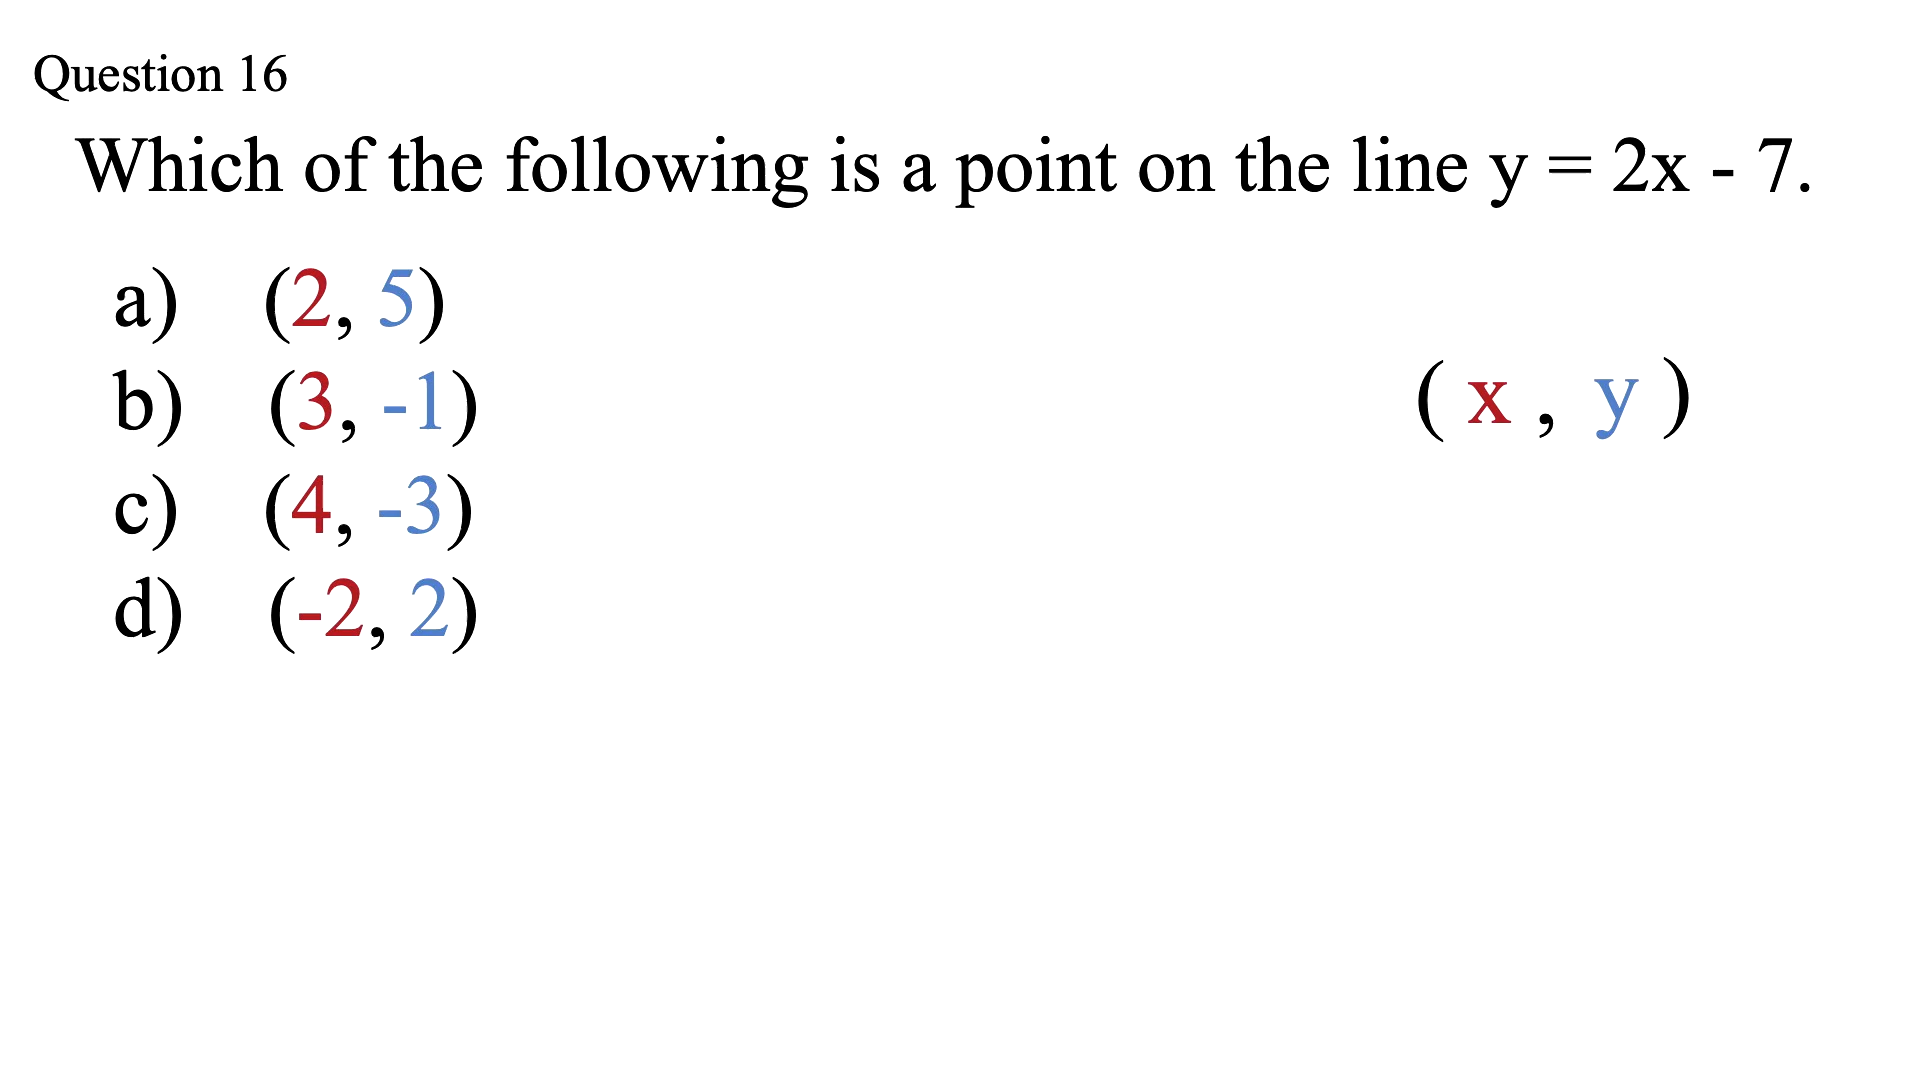 Question 16
Which of the following is a point on the line y = 2x - 7.
a) (2, 5)
b) (3, -1)
( x , y )
c) (4, -3)
d) (-2, 2)